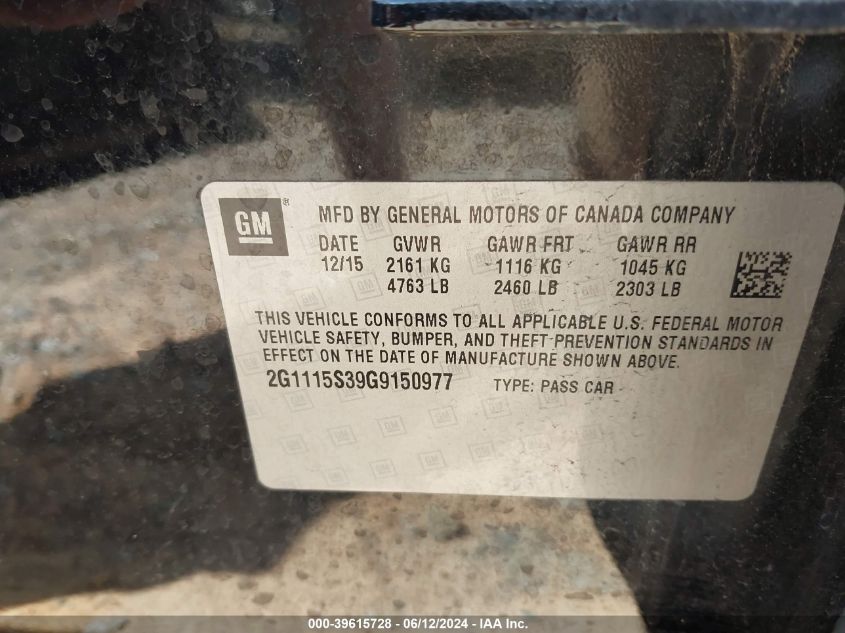 GM
®
MFD BY GENERAL MOTORS OF CANADA COMPANY
DATE GVWR GAWR FRT GAWR RR
12/15 2161 KG 1116 KG 1045 KG
4763 LB 2460 LB 2303 LB
THIS VEHICLE CONFORMS TO ALL APPLICABLE U.S. FEDERAL MOTOR
VEHICLE SAFETY, BUMPER, AND THEFT PREVENTION STANDARDS IN
EFFECT ON THE DATE OF MANUFACTURE SHOWN ABOVE.
2G1115S39G9150977 TYPE: PASS CAR
000-39615728 - 06/12/2024 - IAA Inc.